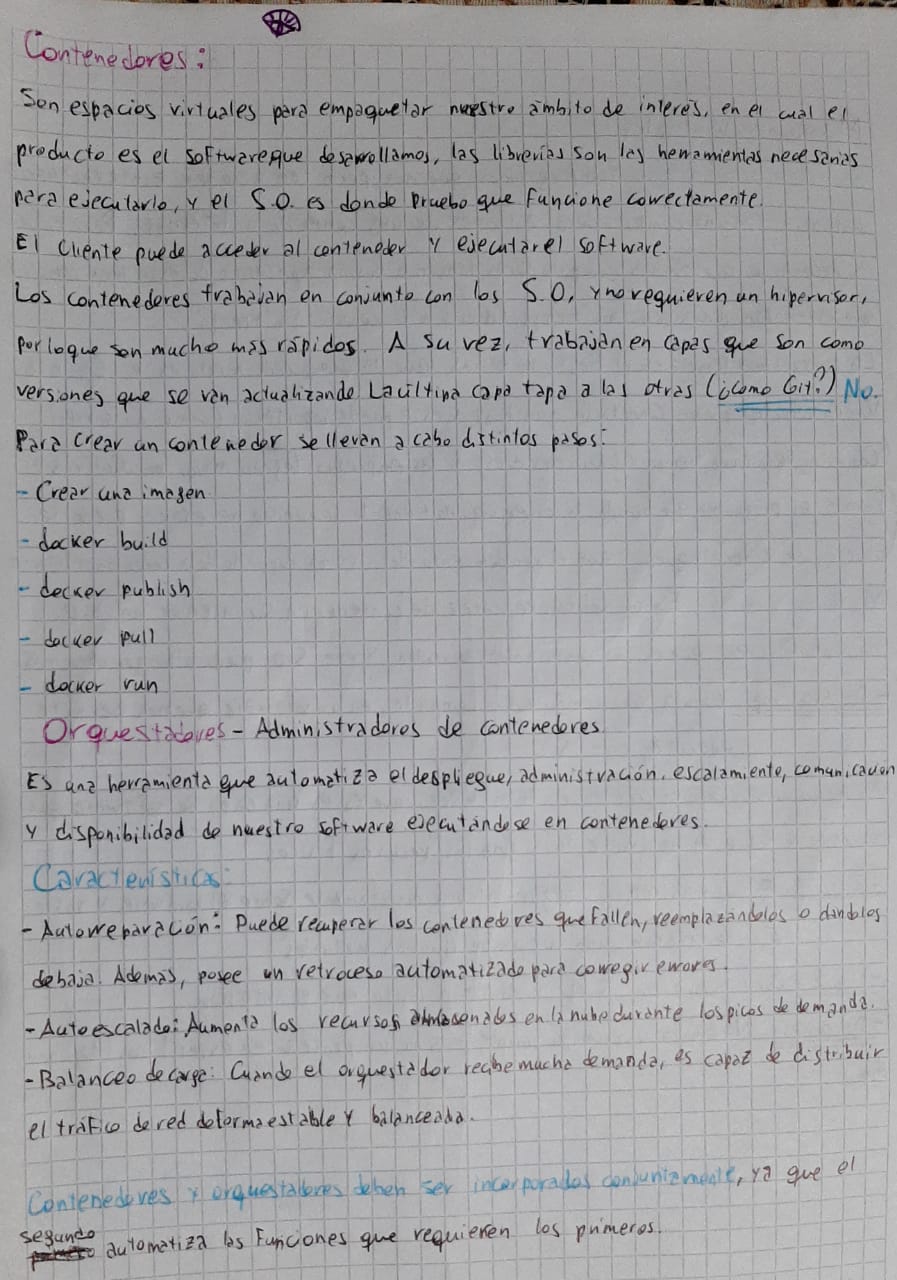 Contenedores:
Son espacios virtuales para empaquetar nuestro ámbito de interés, en el cual el
producto es el software que desarrollamos, las librerías son las herramientas necesarias
para ejecutarlo, y el S.O. es donde pruebo que funcione correctamente.
El cliente puede acceder al contenedor y ejecutar el software.
Los contenedores trabajan en conjunto con los S.O, y no requieren un hipervisor,
por lo que son mucho más rápidos. A su vez, trabajan en capas que son como
versiones que se van actualizando La última capa tapa a las otras (¿Como Git?) No.
Para crear un contenedor se llevan a cabo distintos pasos:
- Crear una imagen
- docker build
- docker publish
- docker pull
- docker run
Orquestadores - Administradores de contenedores
Es una herramienta que automatiza el despliegue, administración, escalamiento, comunicación
y disponibilidad de nuestro software ejecutándose en contenedores.
Características:
- Autorreparación: Puede recuperar los contenedores que fallen, reemplazándolos o dándolos
de baja. Además, posee un retroceso automatizado para corregir errores.
- Autoescalado: Aumenta los recursos almacenados en la nube durante los picos de demanda.
- Balanceo de carga: Cuando el orquestador recibe mucha demanda, es capaz de distribuir
el tráfico de red de forma estable y balanceada.
Contenedores y orquestadores deben ser incorporados conjuntamente, ya que el
segundo automatiza las funciones que requieren los primeros.